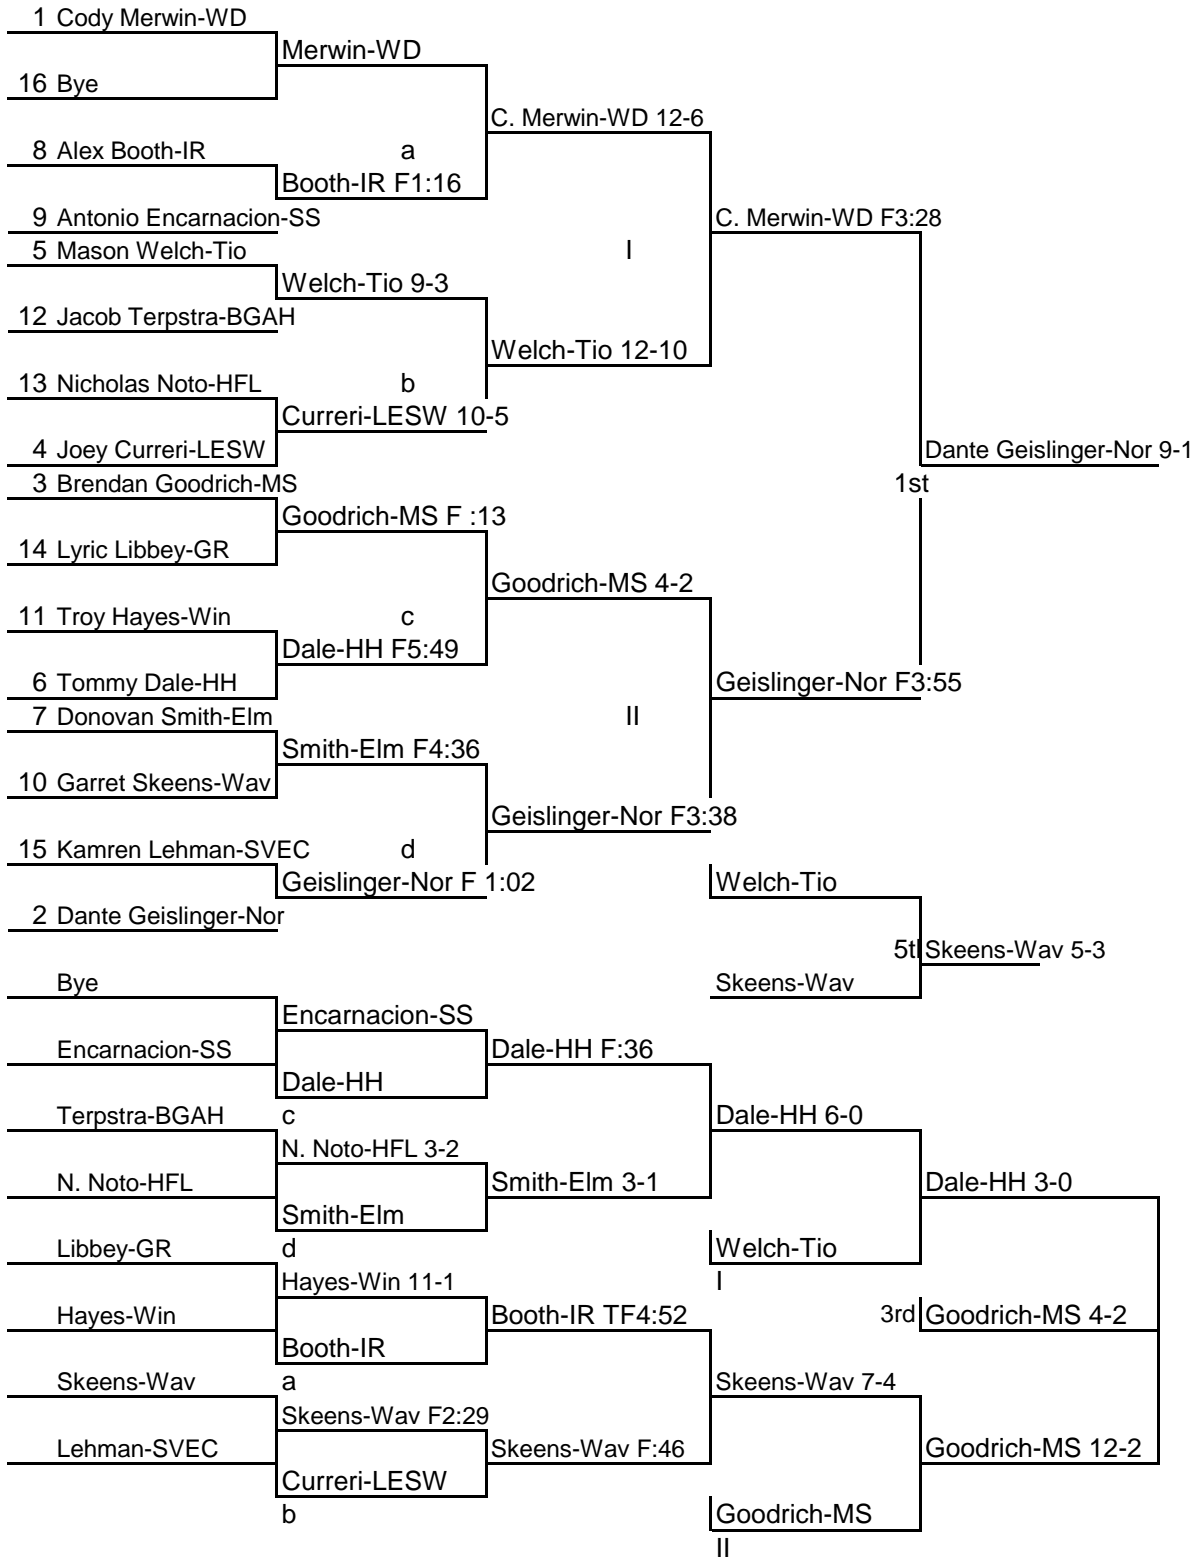 1 Cody Merwin-WD
Merwin-WD
16 Bye
C. Merwin-WD 12-6
8 Alex Booth-IR
a
Booth-IR F1:16
9 Antonio Encarnacion-SS
C. Merwin-WD F3:28
5 Mason Welch-Tio
I
Welch-Tio 9-3
12 Jacob Terpstra-BGAH
Welch-Tio 12-10
13 Nicholas Noto-HFL
b
Curreri-LESW 10-5
4 Joey Curreri-LESW
Dante Geislinger-Nor 9-1
3 Brendan Goodrich-MS
1st
Goodrich-MS F :13
14 Lyric Libbey-GR
Goodrich-MS 4-2
11 Troy Hayes-Win
c
Dale-HH F5:49
6 Tommy Dale-HH
Geislinger-Nor F3:55
7 Donovan Smith-Elm
II
Smith-Elm F4:36
10 Garret Skeens-Wav
Geislinger-Nor F3:38
15 Kamren Lehman-SVEC
d
Geislinger-Nor F 1:02
Welch-Tio
2 Dante Geislinger-Nor
5t
Skeens-Wav 5-3
Bye
Skeens-Wav
Encarnacion-SS
Encarnacion-SS
Dale-HH F:36
Dale-HH
Terpstra-BGAH
c
Dale-HH 6-0
N. Noto-HFL 3-2
N. Noto-HFL
Smith-Elm 3-1
Dale-HH 3-0
Smith-Elm
Libbey-GR
d
Welch-Tio
Hayes-Win 11-1
I
Hayes-Win
Booth-IR TF4:52
3rd
Goodrich-MS 4-2
Booth-IR
Skeens-Wav
a
Skeens-Wav 7-4
Skeens-Wav F2:29
Lehman-SVEC
Skeens-Wav F:46
Goodrich-MS 12-2
Curreri-LESW
b
Goodrich-MS
II